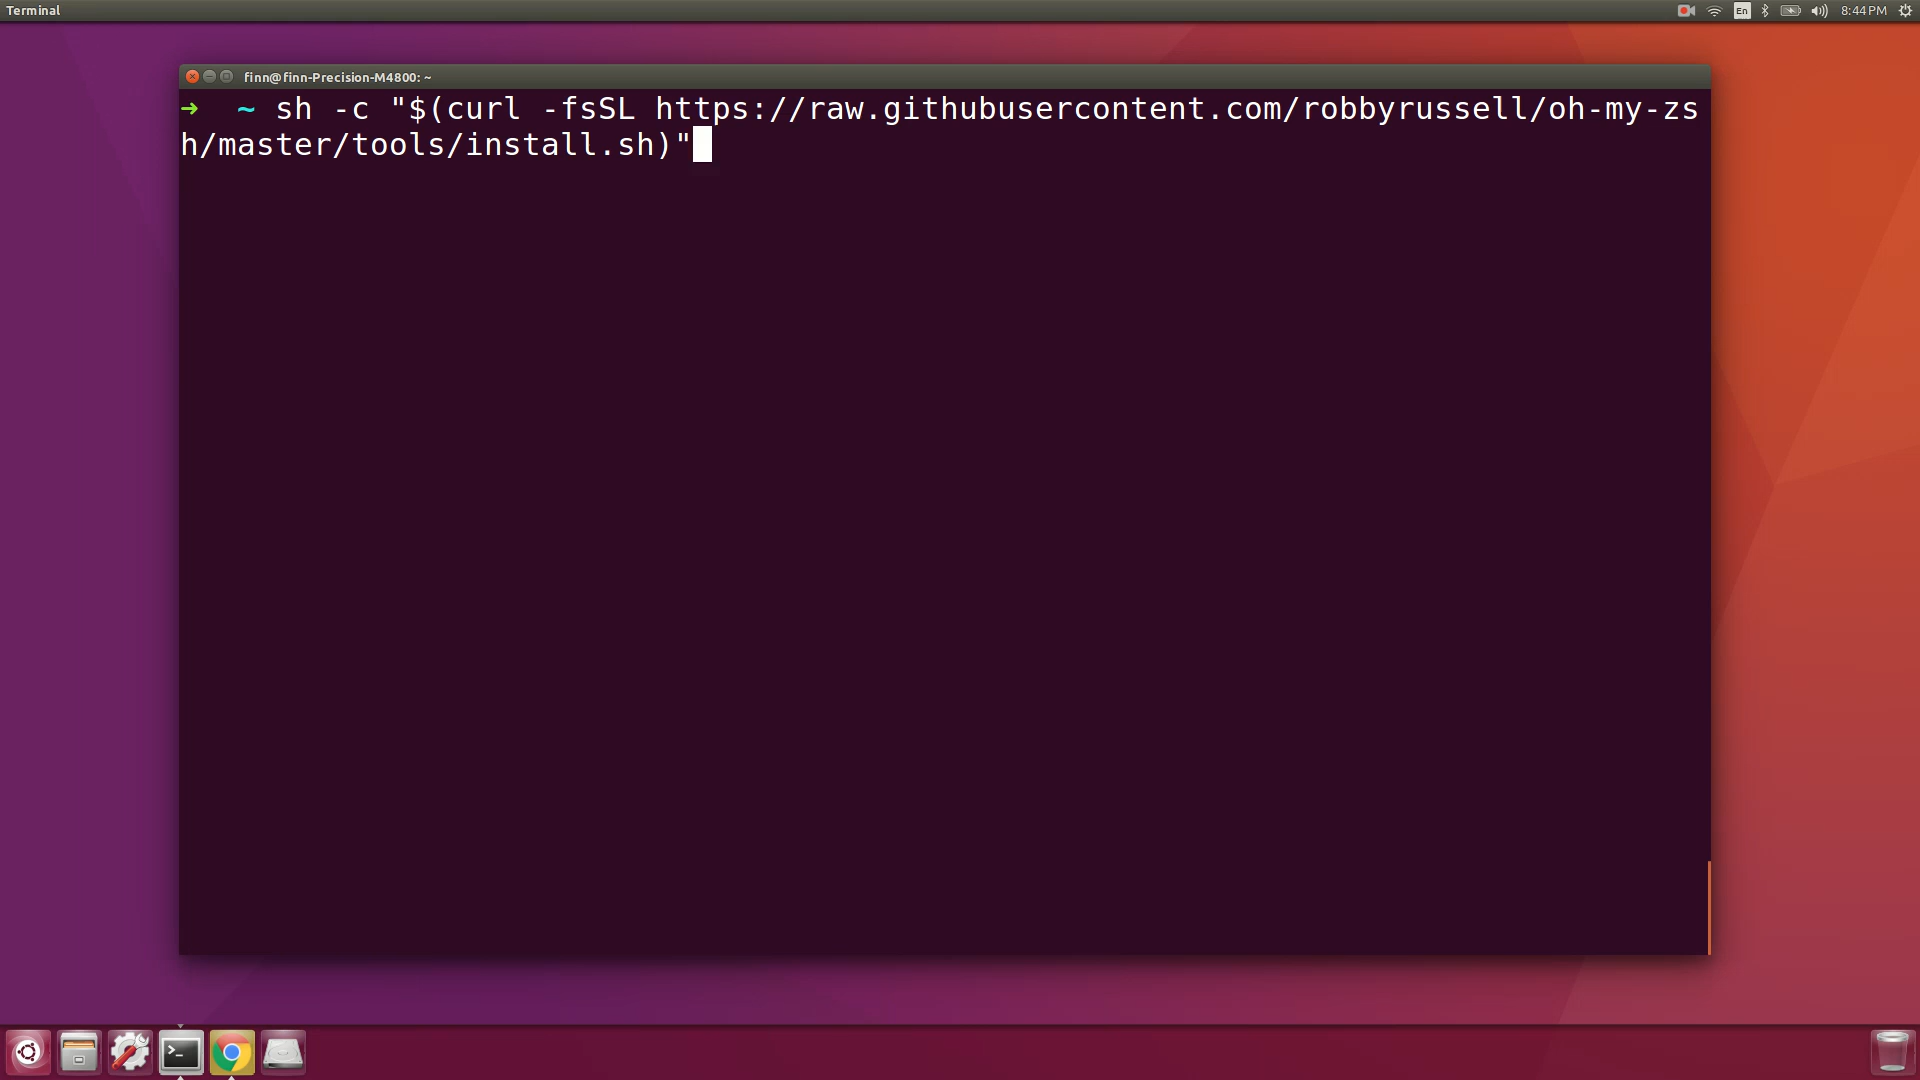 Terminal
En
8:44 PM
finn@finn-Precision-M4800: ~
➜  ~ sh -c "$(curl -fsSL https://raw.githubusercontent.com/robbyrussell/oh-my-zs
h/master/tools/install.sh)"